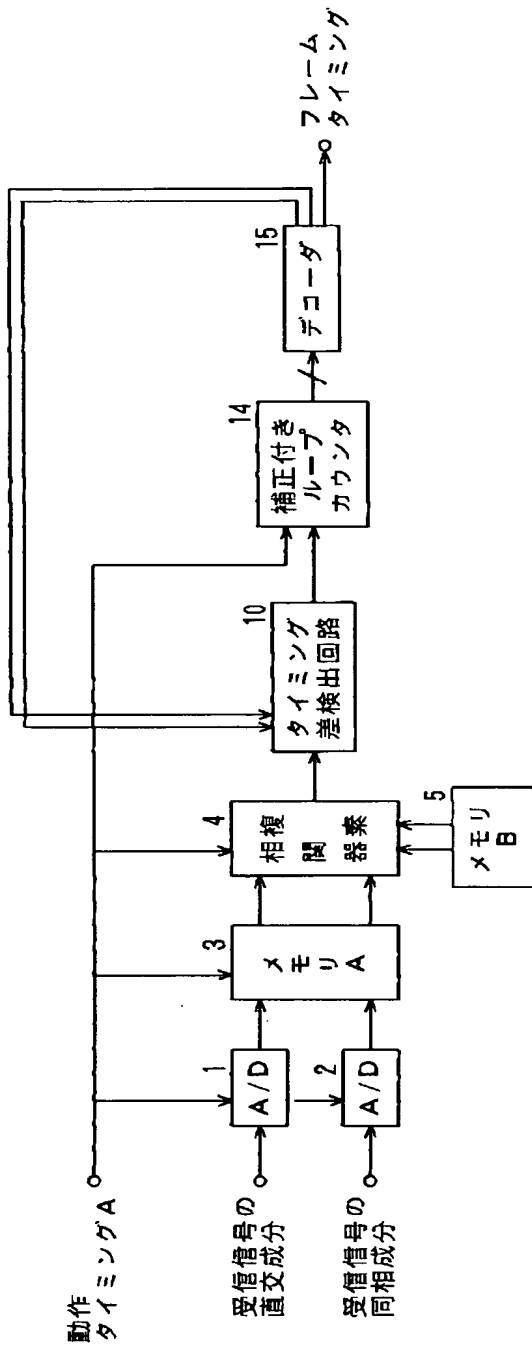 動作
タイミングA
受信信号の
直交成分
受信信号の
同相成分
1
A/D
2
A/D
3
メモリA
4
複素
相関器
5
メモリ
B
10
タイミング
差検出回路
14
補正付き
ループ
カウンタ
15
デコーダ
フレーム
タイミング